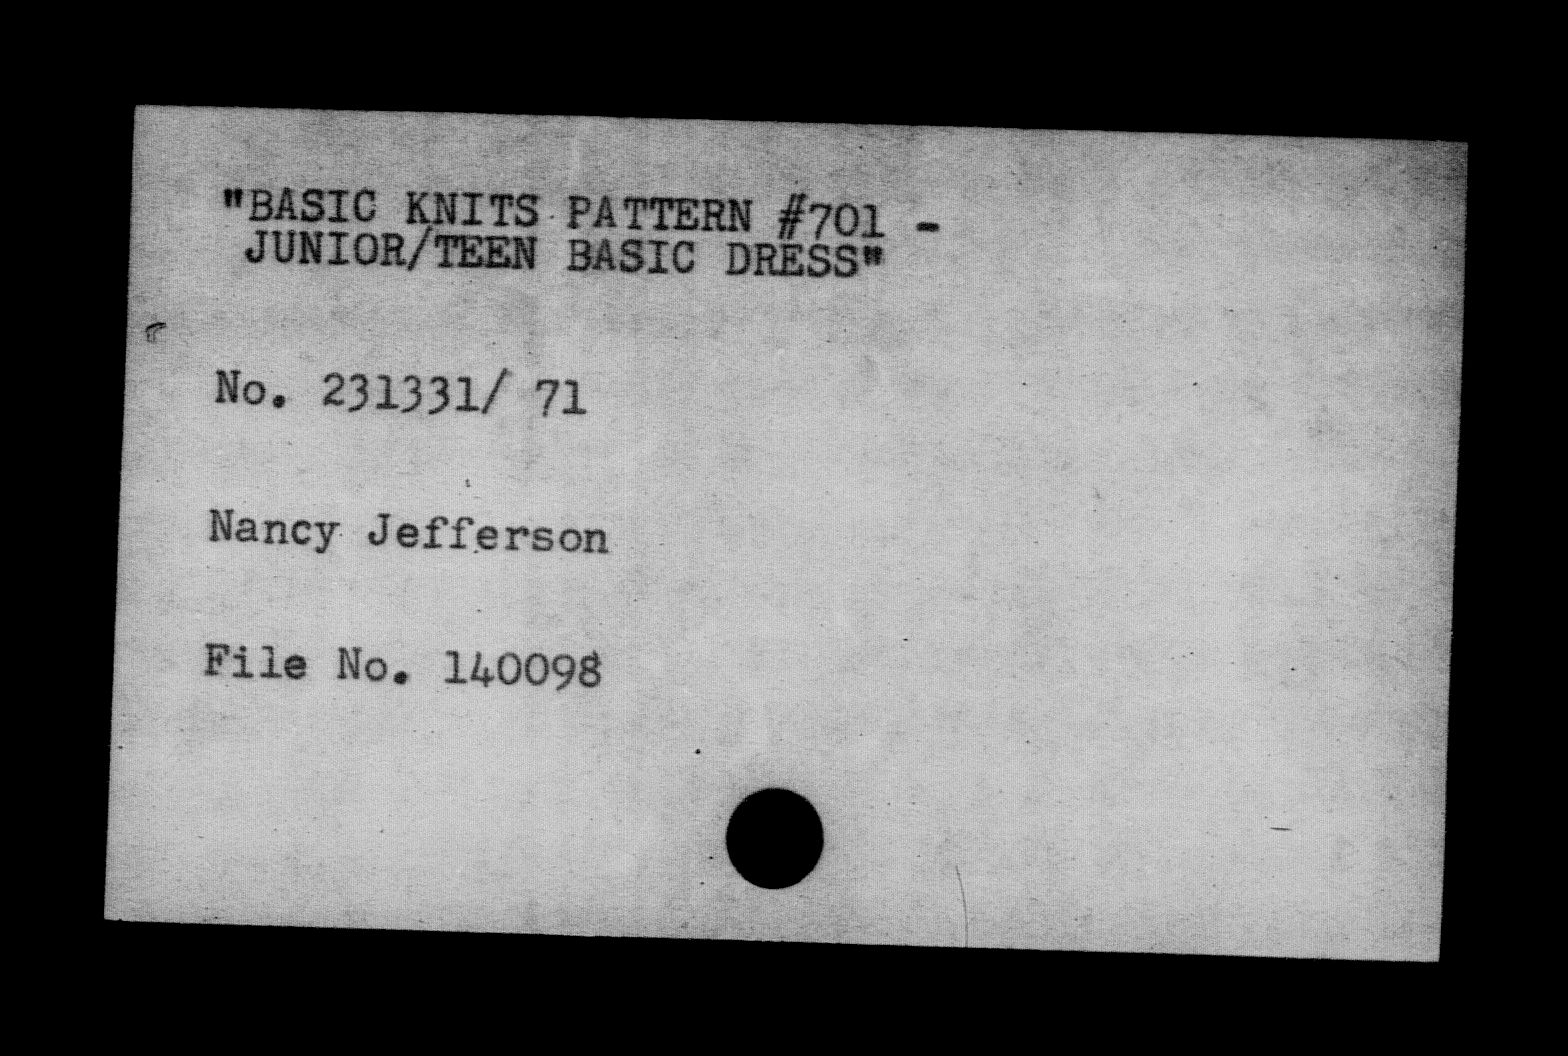 "BASIC KNITS PATTERN #701 -
JUNIOR/TEEN BASIC DRESS"
No. 231331/ 71
Nancy Jefferson
File No. 140098